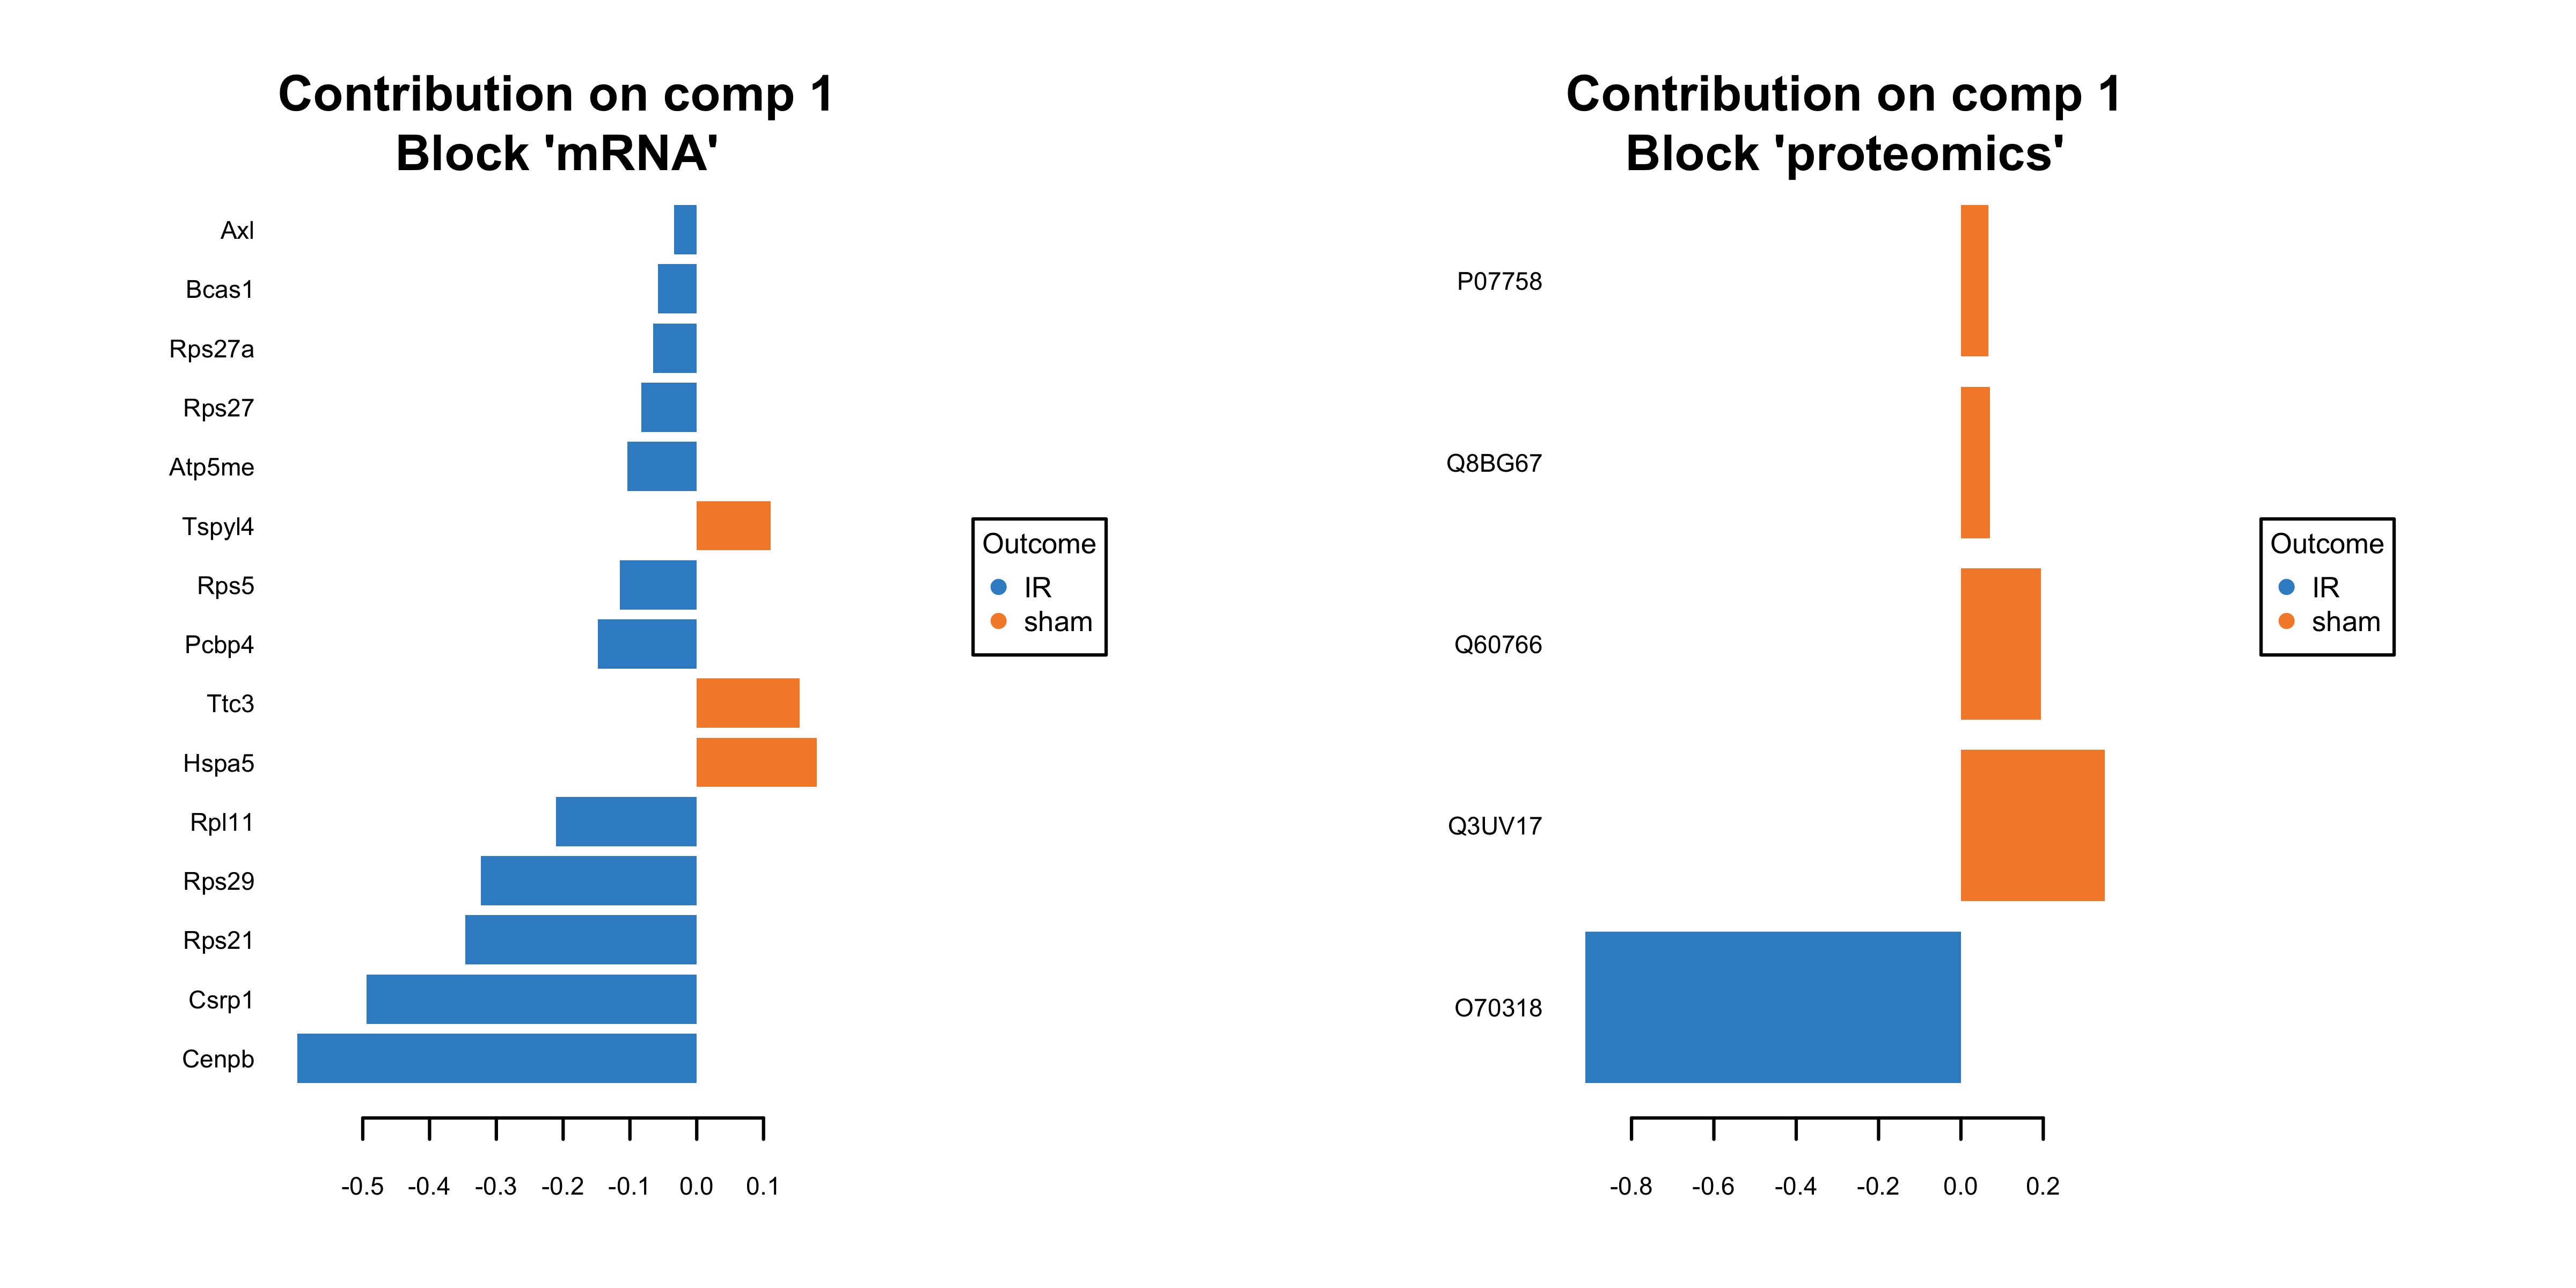 Contribution on comp 1
Block 'mRNA'
Axl
Bcas1
Rps27a
Rps27
Atp5me
Tspyl4
Rps5
Pcbp4
Ttc3
Hspa5
Rpl11
Rps29
Rps21
Csrp1
Cenpb
-0.5 -0.4 -0.3 -0.2 -0.1 0.0 0.1
Outcome
IR
sham
Contribution on comp 1
Block 'proteomics'
P07758
Q8BG67
Q60766
Q3UV17
O70318
-0.8 -0.6 -0.4 -0.2 0.0 0.2
Outcome
IR
sham